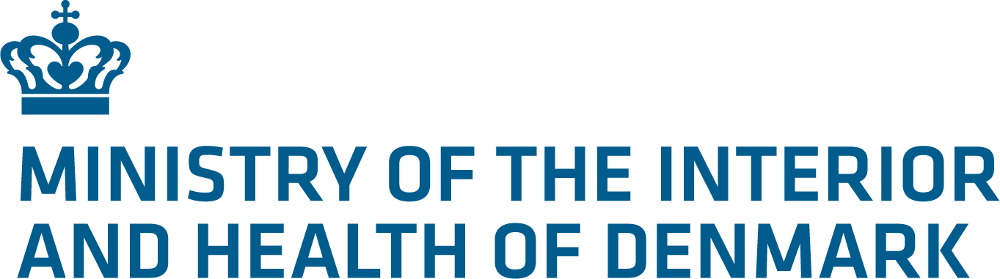 MINISTRY OF THE INTERIOR
AND HEALTH OF DENMARK